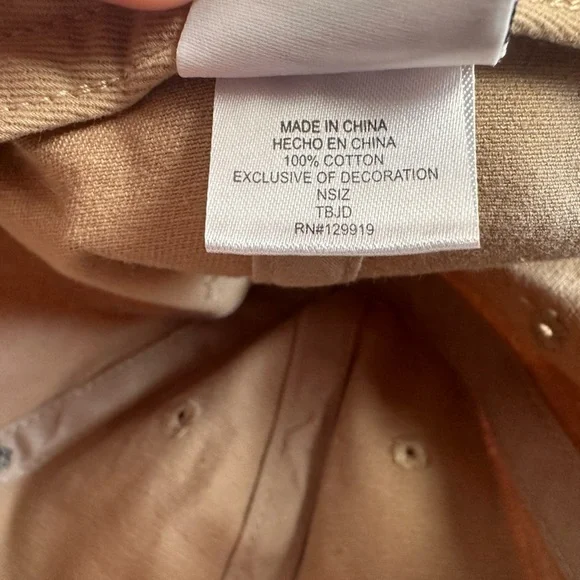 MADE IN CHINA
HECHO EN CHINA
100% COTTON
EXCLUSIVE OF DECORATION
NSIZ
TBJD
RN#129919